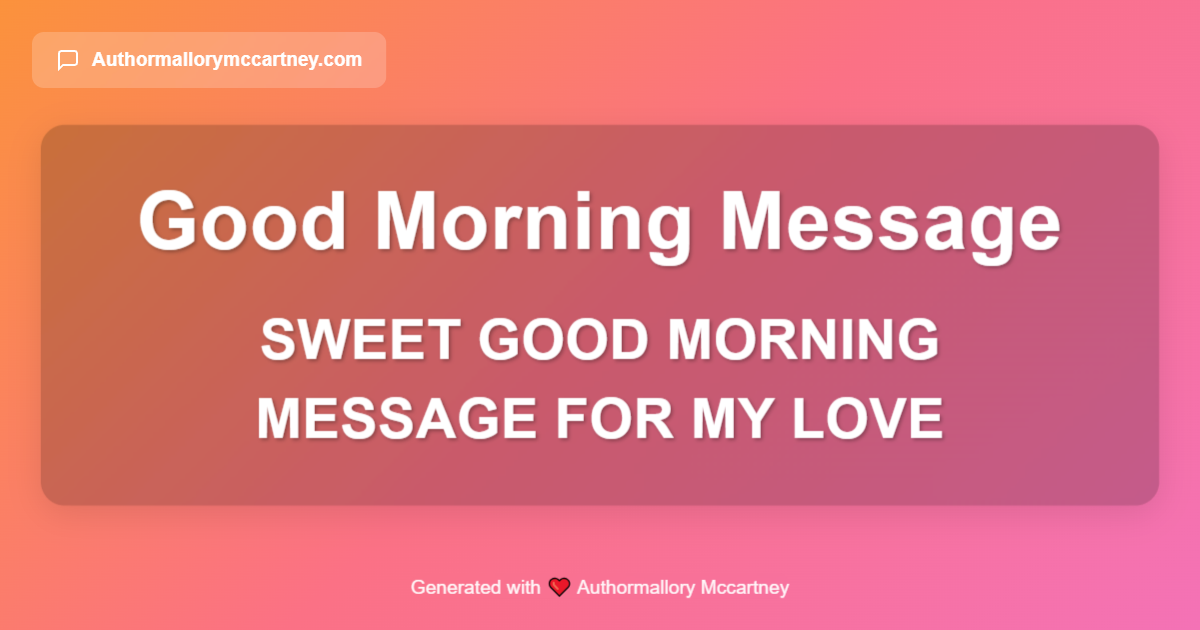 Authormallorymccartney.com
Good Morning Message
SWEET GOOD MORNING
MESSAGE FOR MY LOVE
Generated with ❤️ Authormallory Mccartney